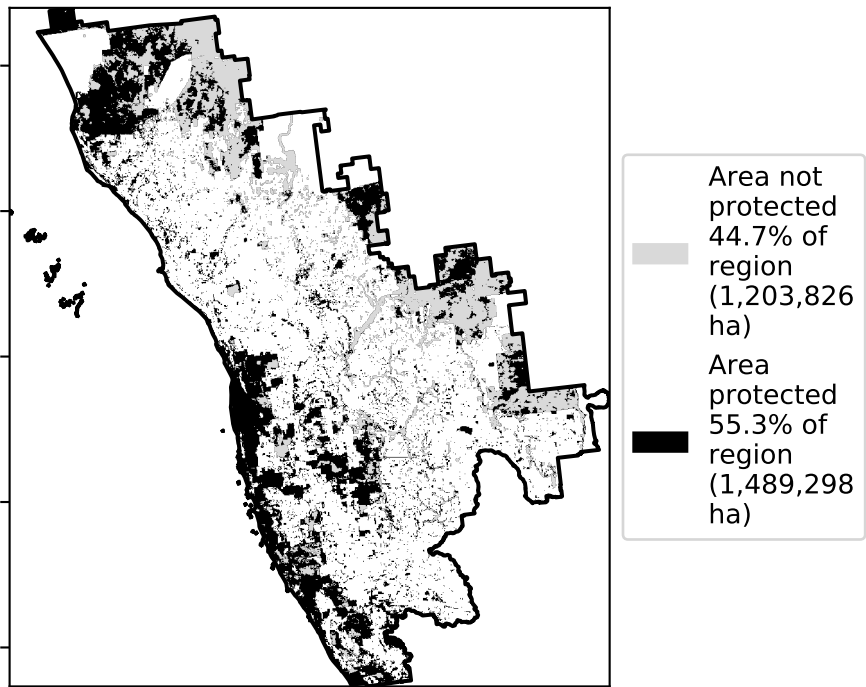 Area not
protected
44.7% of
region
(1,203,826
ha)
Area
protected
55.3% of
region
(1,489,298
ha)